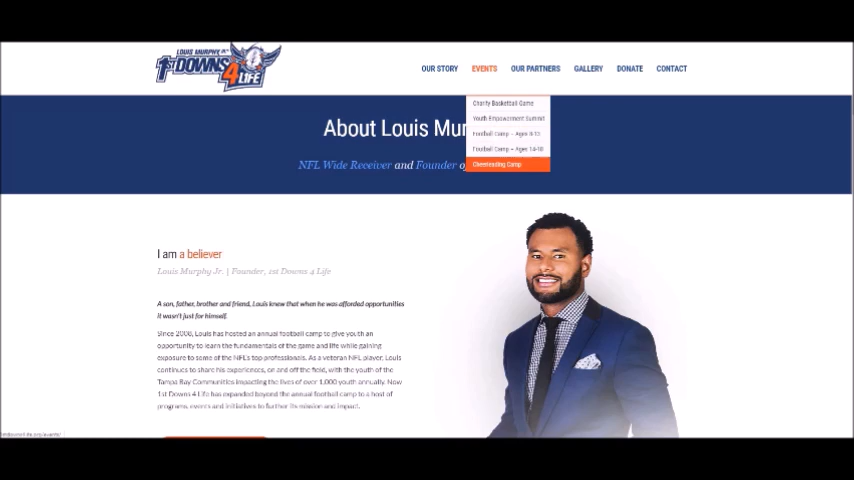 LOUIS MURPHY JR'S
1ST DOWNS
4 LIFE
OUR STORY EVENTS OUR PARTNERS GALLERY DONATE CONTACT
Charity Basketball Game
Youth Empowerment Summit
Football Camp – Ages 8-13
Football Camp – Ages 14-18
Cheerleading Camp
About Louis Mur
NFL Wide Receiver and Founder o
I am a believer
Louis Murphy Jr. | Founder, 1st Downs 4 Life
A son, father, brother and friend, Louis knew that when he was afforded opportunities
it wasn't just for himself.
Since 2008, Louis has hosted an annual football camp to give youth an
opportunity to learn the fundamentals of the game and life while gaining
exposure to some of the NFL's top professionals. As a veteran NFL player, Louis
continues to share his experiences, on and off the field, with the youth of the
Tampa Bay Communities impacting the lives of over 1,000 youth annually. Now
1st Downs 4 Life has expanded beyond the annual football camp to a host of
programs, events and initiatives to further its mission and impact.